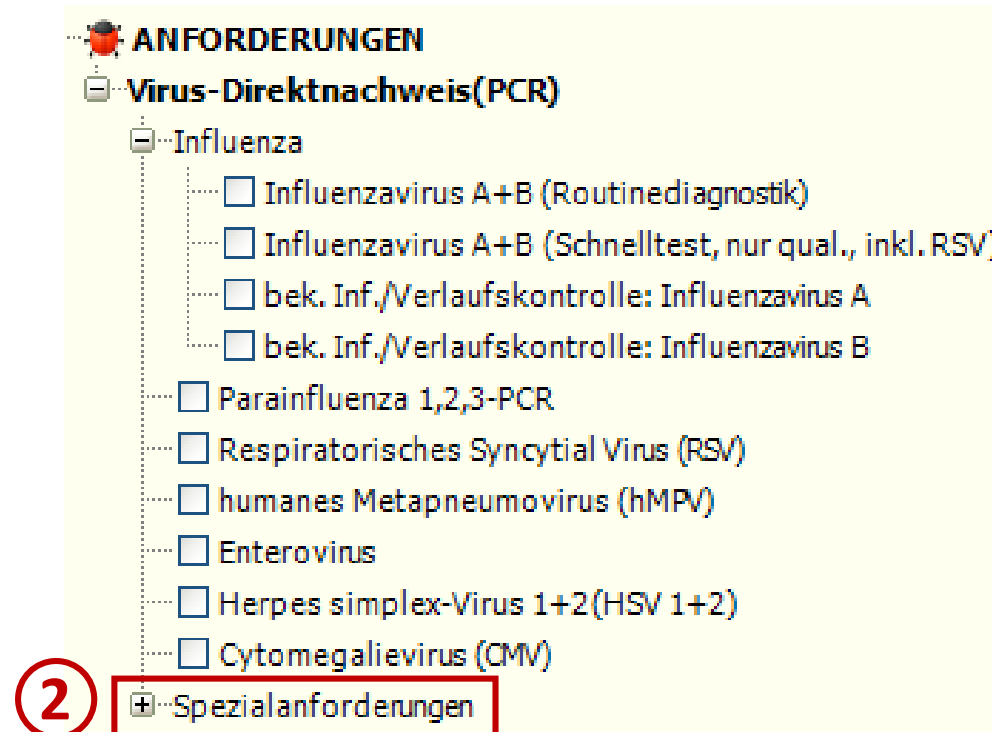 ANFORDERUNGEN
Virus-Direktnachweis(PCR)
Influenza
Influenzavirus A+B (Routinediagnostik)
Influenzavirus A+B (Schnelltest, nur qual., inkl. RSV)
bek. Inf./Verlaufskontrolle: Influenzavirus A
bek. Inf./Verlaufskontrolle: Influenzavirus B
Parainfluenza 1,2,3-PCR
Respiratorisches Syncytial Virus (RSV)
humanes Metapneumovirus (hMPV)
Enterovirus
Herpes simplex-Virus 1+2(HSV 1+2)
Cytomegalievirus (CMV)
2 Spezialanforderungen